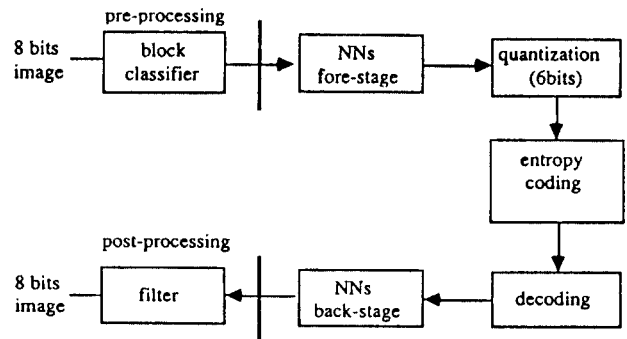 pre-processing
8 bits
image
block
classifier
NNs
fore-stage
quantization
(6bits)
entropy
coding
post-processing
8 bits
image
filter
NNs
back-stage
decoding